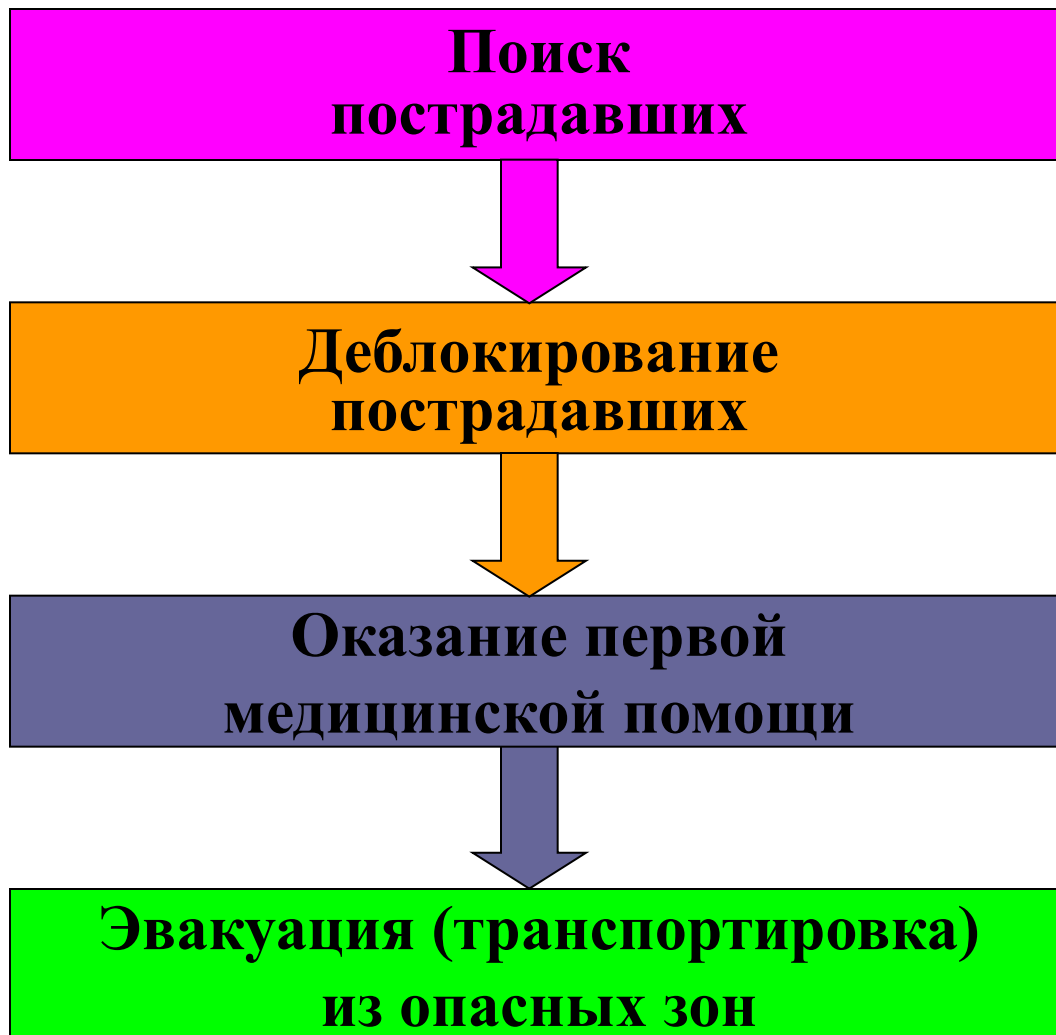 Поиск
пострадавших
Деблокирование
пострадавших
Оказание первой
медицинской помощи
Эвакуация (транспортировка)
из опасных зон